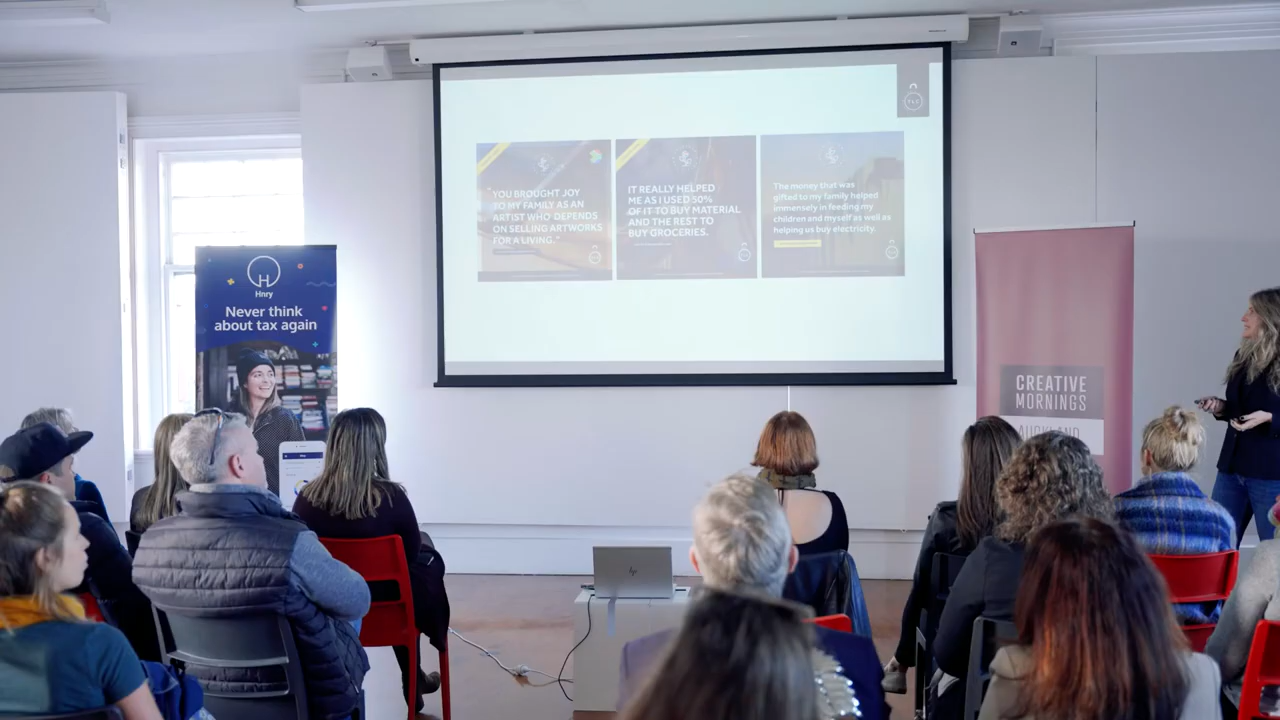 "YOU BROUGHT JOY
TO MY FAMILY AS AN
ARTIST WHO DEPENDS
ON SELLING ARTWORKS
FOR A LIVING."
IT REALLY HELPED
ME AS I USED 50%
OF IT TO BUY MATERIAL
AND THE REST TO
BUY GROCERIES.
The money that was
gifted to my family helped
immensely in feeding my
children and myself as well as
helping us buy electricity.
H
Hnry
Never think
about tax again
CREATIVE
MORNINGS
AUCKLAND
hp